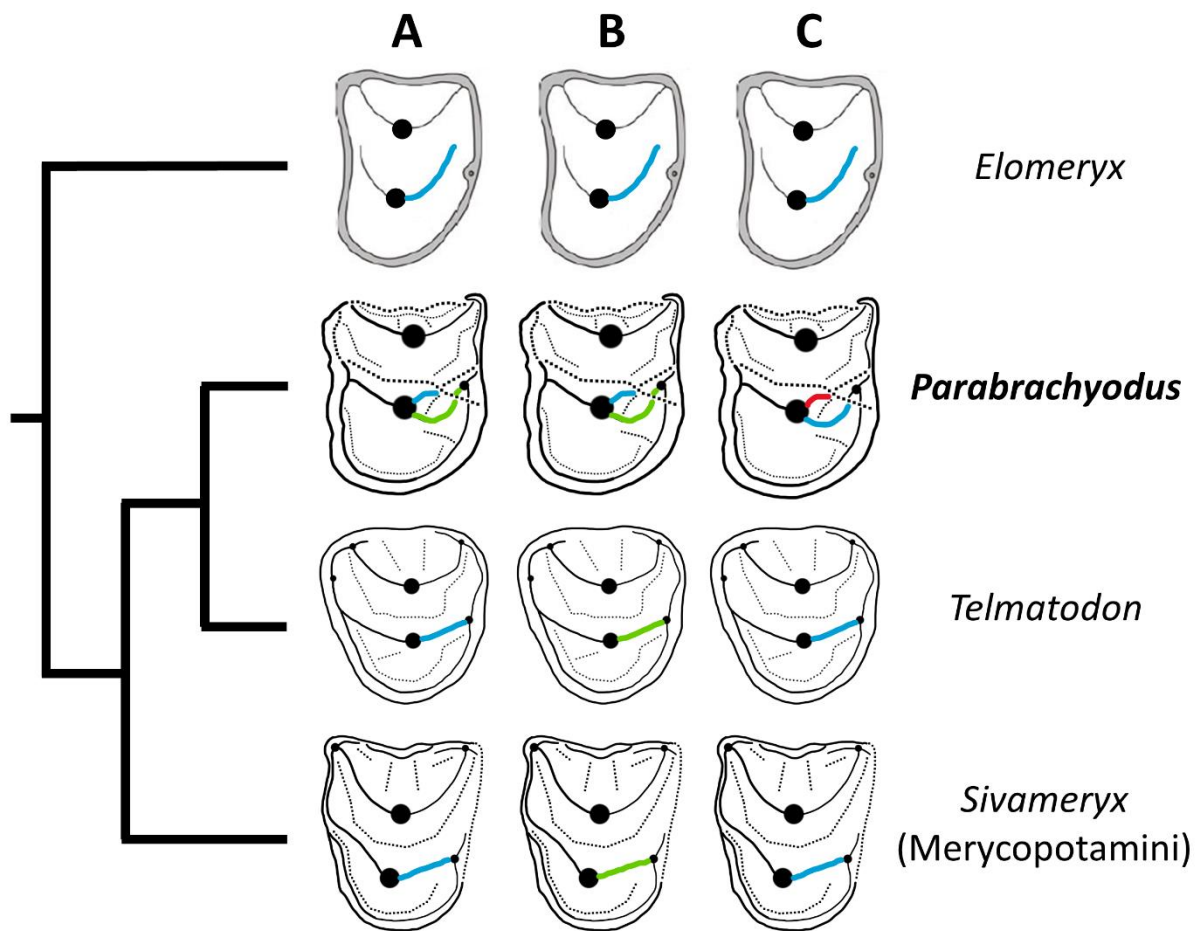 A B C
Elomeryx
Parabrachyodus
Telmatodon
Sivameryx
(Merycopotamini)